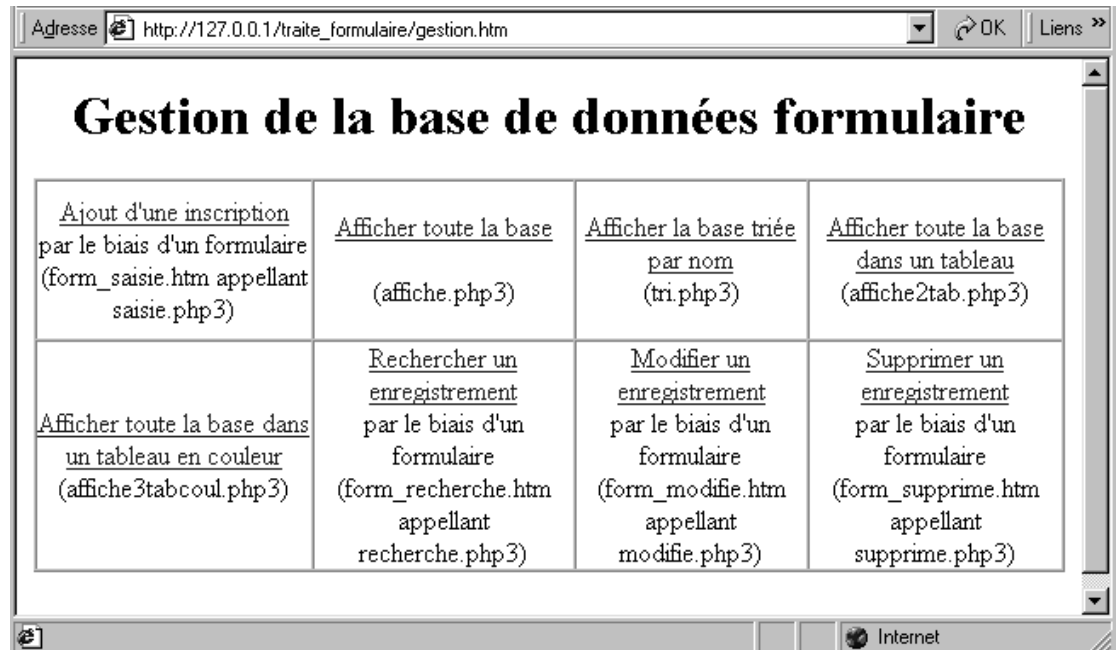 Adresse http://127.0.0.1/traite_formulaire/gestion.htm OK Liens »
Gestion de la base de données formulaire
Ajout d'une inscription
par le biais d'un formulaire
(form_saisie.htm appellant
saisie.php3)
Afficher toute la base
(affiche.php3)
Afficher la base triée
par nom
(tri.php3)
Afficher toute la base
dans un tableau
(affiche2tab.php3)
Afficher toute la base dans
un tableau en couleur
(affiche3tabcoul.php3)
Rechercher un
enregistrement
par le biais d'un
formulaire
(form_recherche.htm
appellant
recherche.php3)
Modifier un
enregistrement
par le biais d'un
formulaire
(form_modifie.htm
appellant
modifie.php3)
Supprimer un
enregistrement
par le biais d'un
formulaire
(form_supprime.htm
appellant
supprime.php3)
Internet